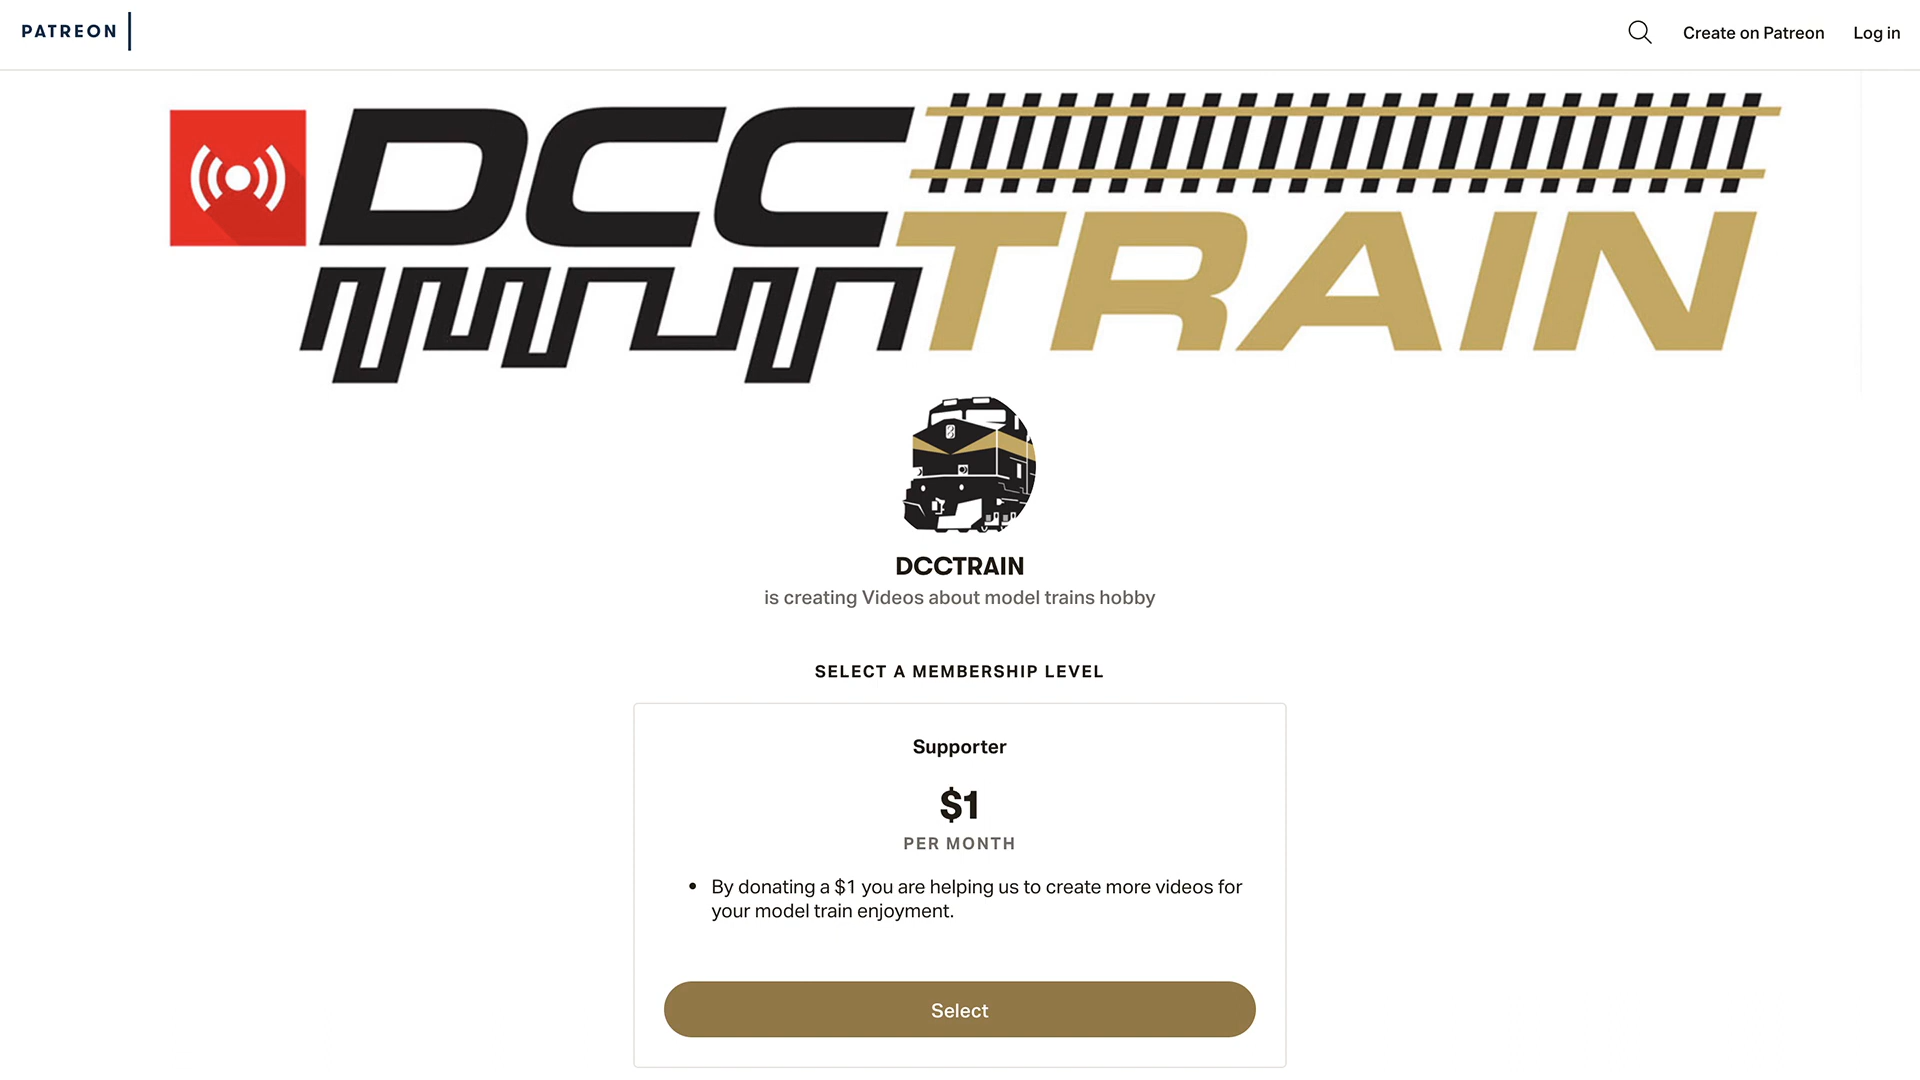 PATREON
Create on Patreon
Log in
DCC
TRAIN
DCCTRAIN
is creating Videos about model trains hobby
SELECT A MEMBERSHIP LEVEL
Supporter
$1
PER MONTH
• By donating a $1 you are helping us to create more videos for
your model train enjoyment.
Select